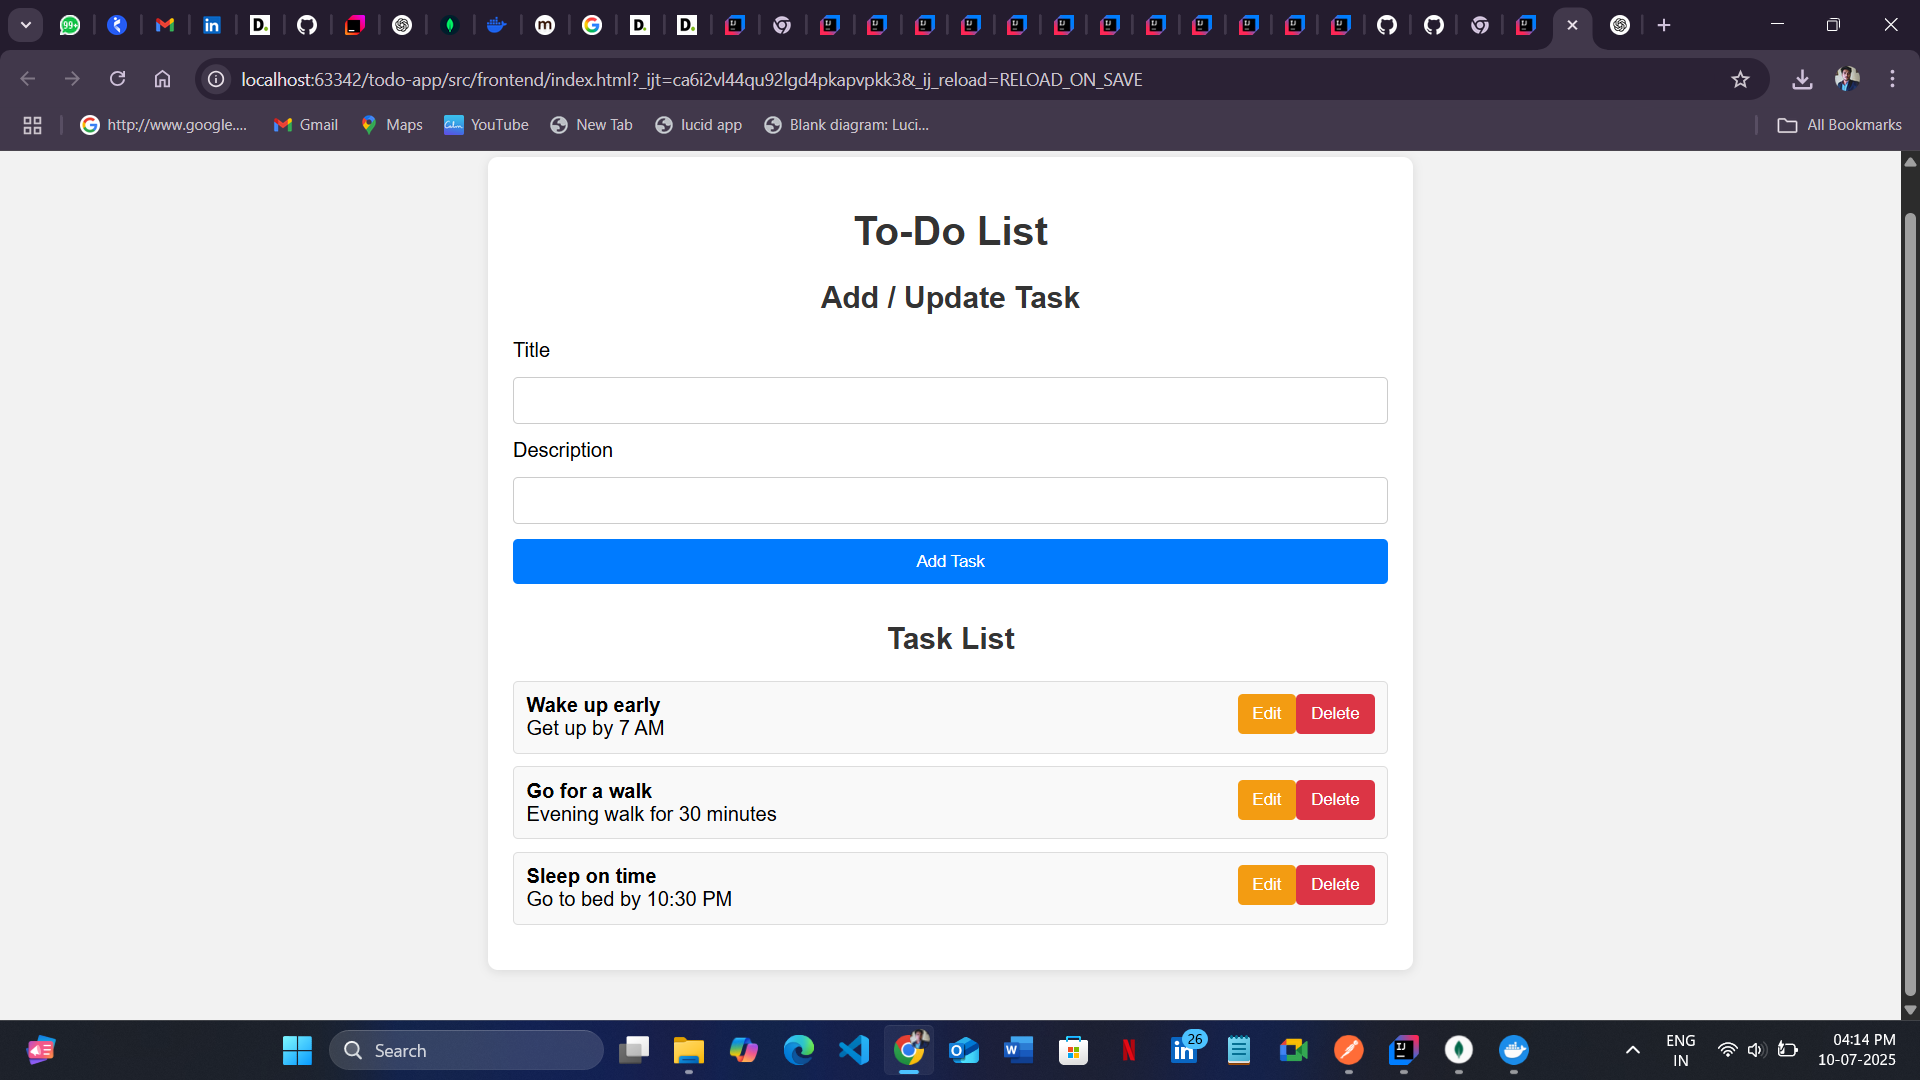 99+
localhost:63342/todo-app/src/frontend/index.html?_ijt=ca6i2vl44qu92lgd4pkapvpkk3&_ij_reload=RELOAD_ON_SAVE
http://www.google.... Gmail Maps YouTube New Tab lucid app Blank diagram: Luci... All Bookmarks
To-Do List
Add / Update Task
Title
Description
Add Task
Task List
Wake up early
Get up by 7 AM
Edit Delete
Go for a walk
Evening walk for 30 minutes
Edit Delete
Sleep on time
Go to bed by 10:30 PM
Edit Delete
Search
26
ENG
IN
04:14 PM
10-07-2025